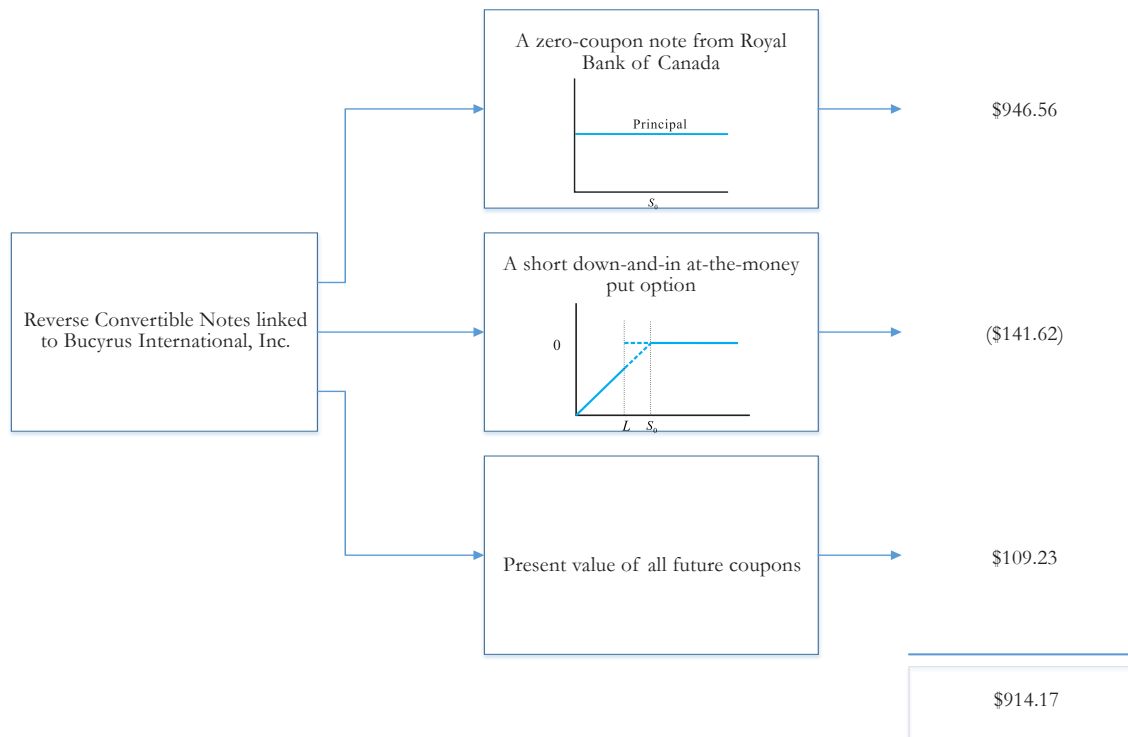 A zero-coupon note from Royal
Bank of Canada
Principal
S₀
$946.56
Reverse Convertible Notes linked
to Bucyrus International, Inc.
A short down-and-in at-the-money
put option
0
L S₀
($141.62)
Present value of all future coupons
$109.23
$914.17